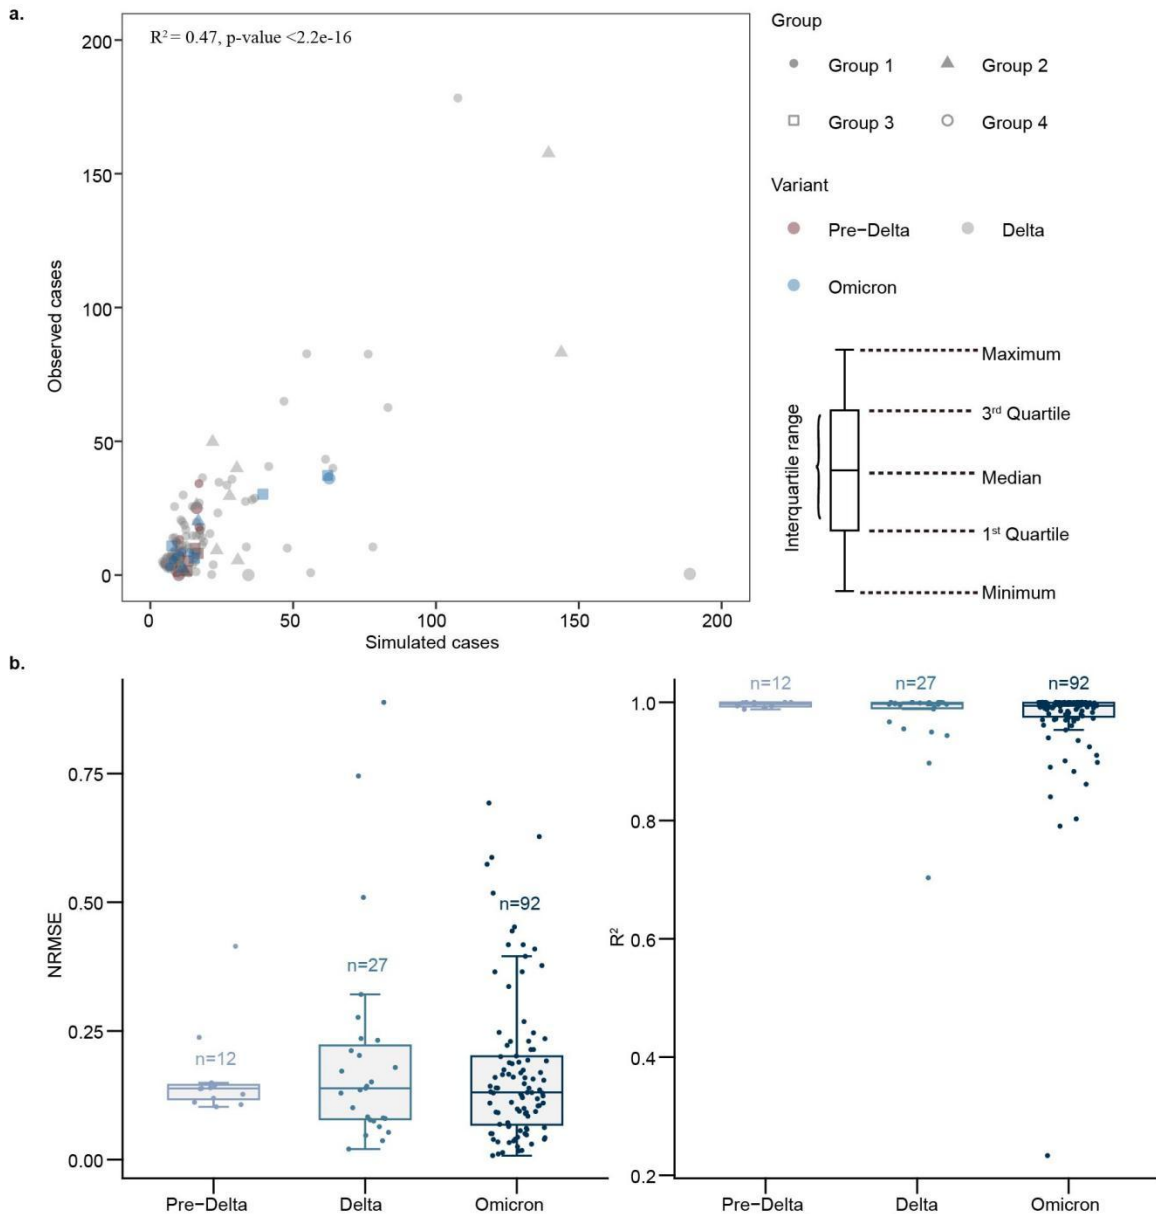 a.
R² = 0.47, p-value <2.2e-16
200
150
100
50
0
Observed cases
0 50 100 150 200
Simulated cases
Group
Group 1 Group 2
Group 3 Group 4
Variant
Pre−Delta Delta
Omicron
Interquartile range
Maximum
3rd Quartile
Median
1st Quartile
Minimum
b.
NRMSE
0.75
0.50
0.25
0.00
n=12
n=27
n=92
Pre−Delta Delta Omicron
R²
1.0
0.8
0.6
0.4
0.2
n=12 n=27 n=92
Pre−Delta Delta Omicron